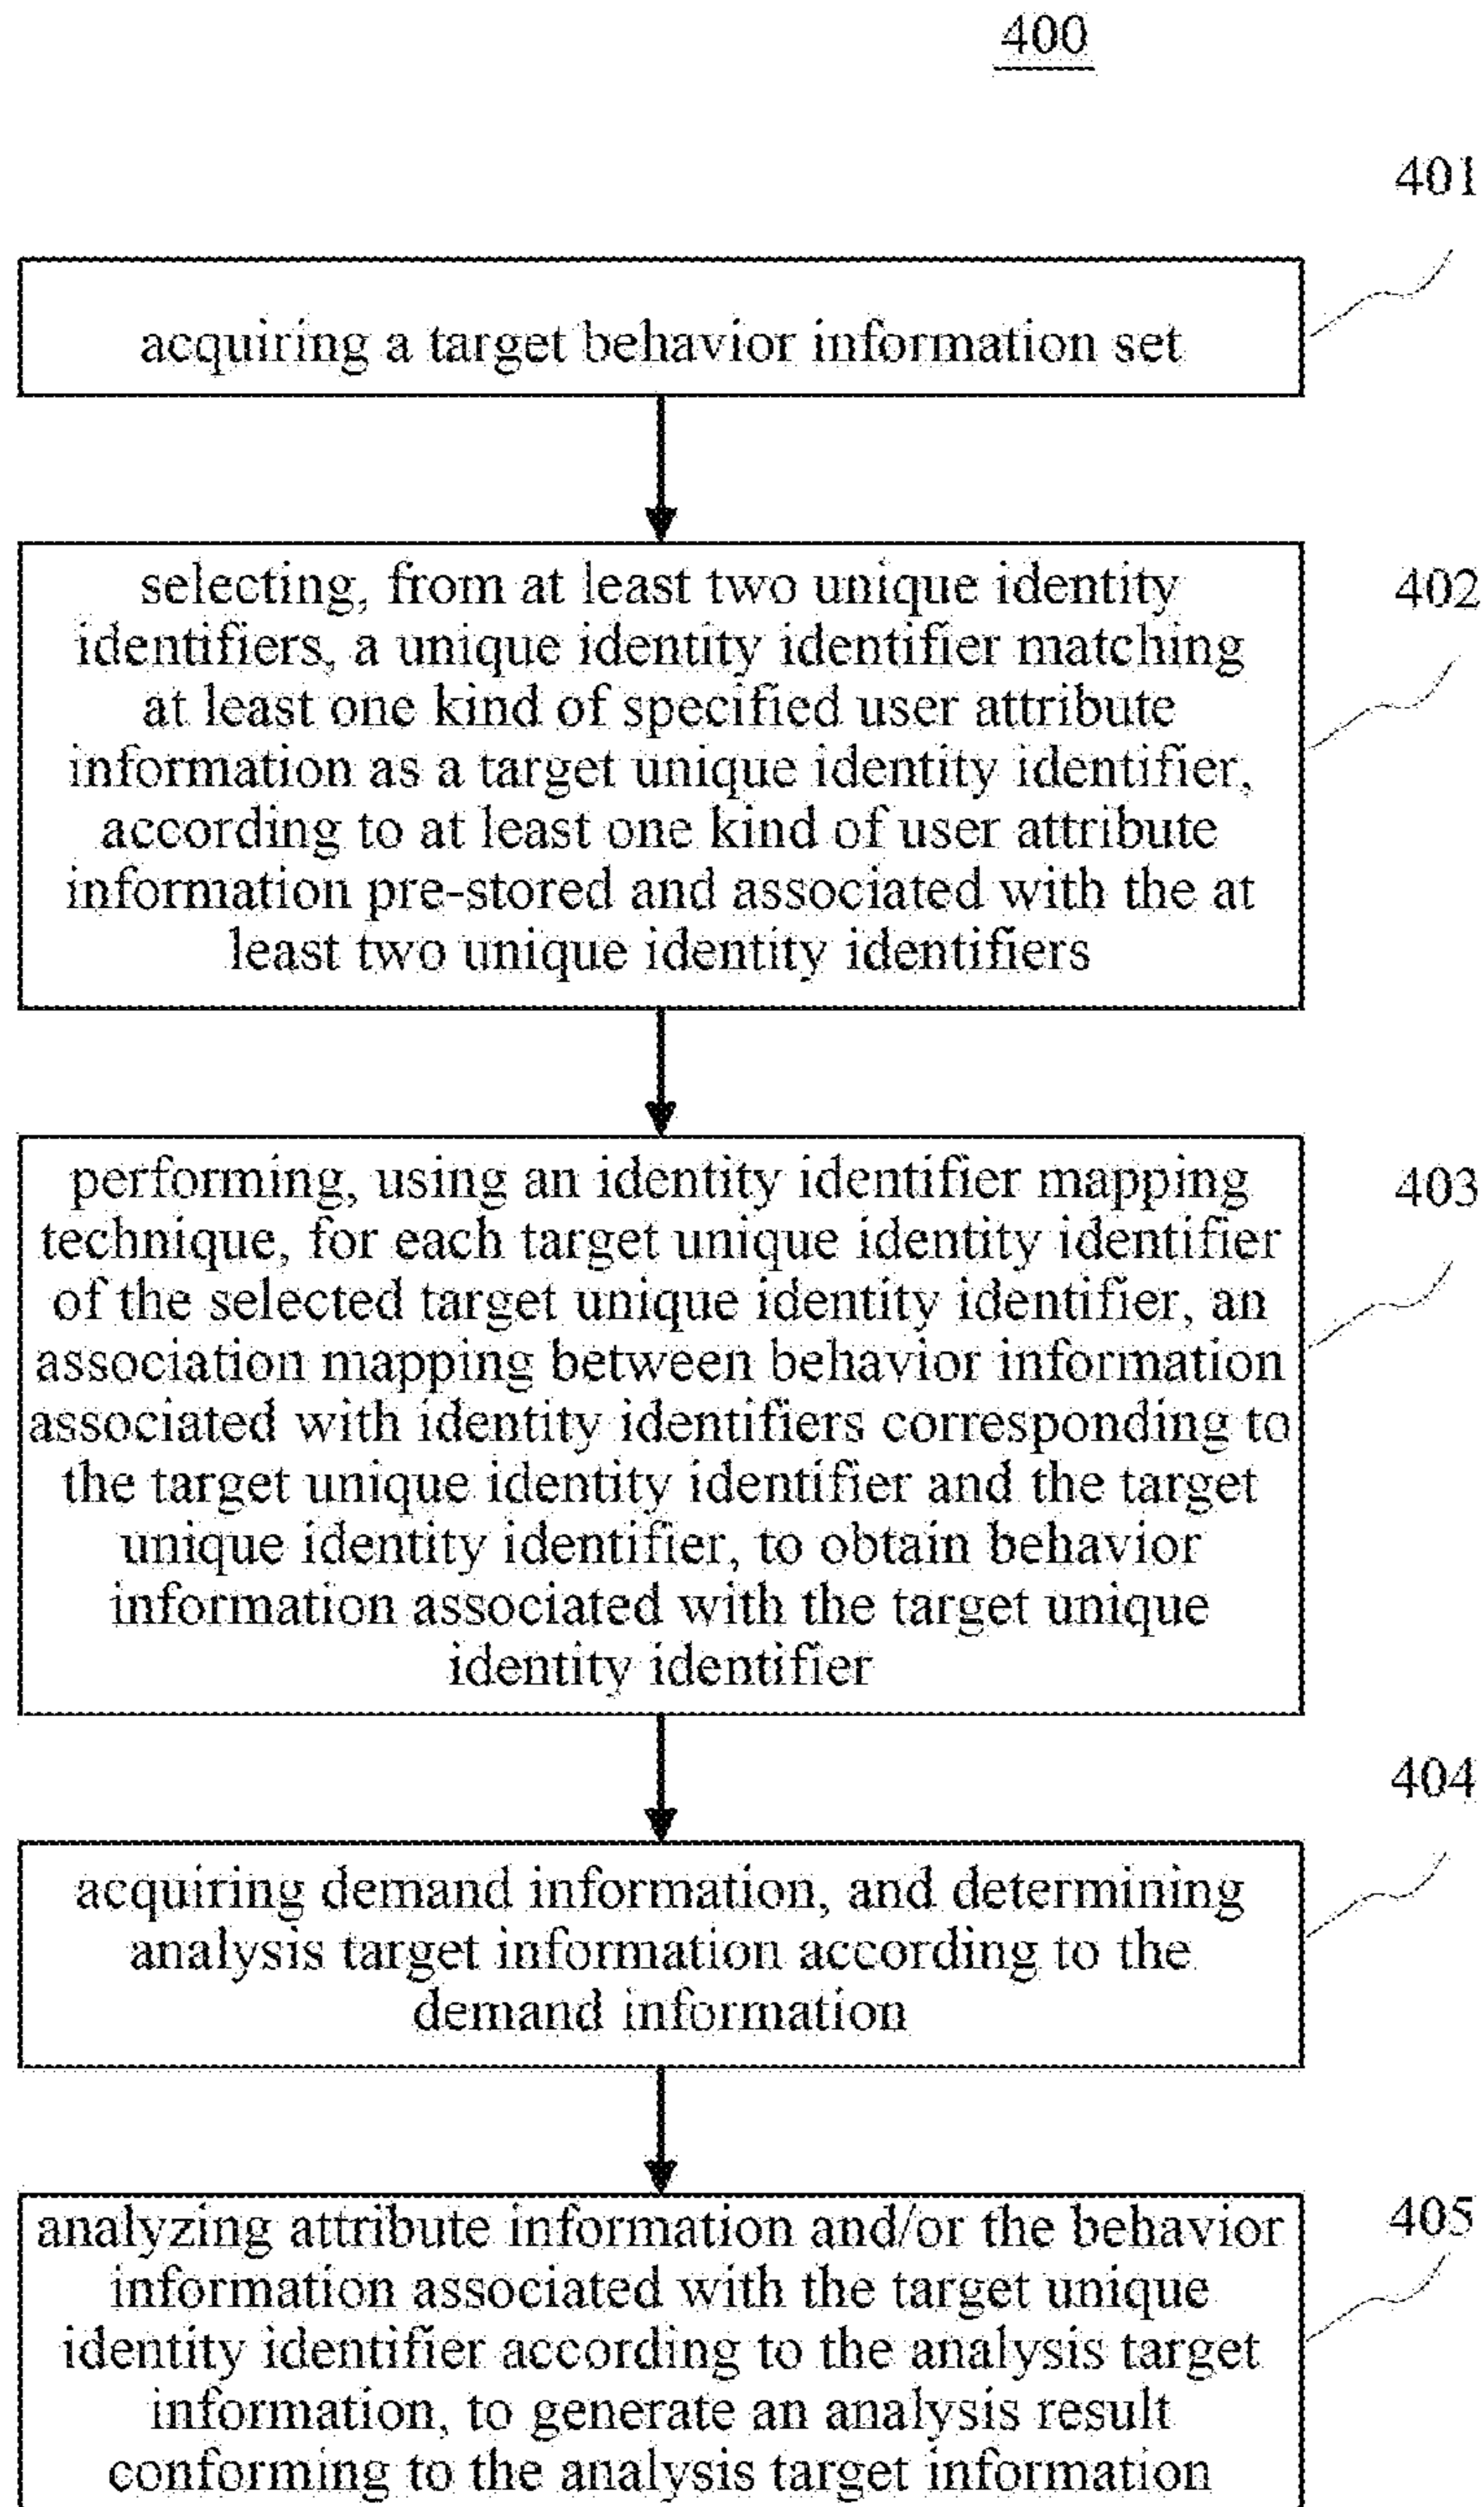 400
401
acquiring a target behavior information set
402
selecting, from at least two unique identity
identifiers, a unique identity identifier matching
at least one kind of specified user attribute
information as a target unique identity identifier,
according to at least one kind of user attribute
information pre-stored and associated with the at
least two unique identity identifiers
403
performing, using an identity identifier mapping
technique, for each target unique identity identifier
of the selected target unique identity identifier, an
association mapping between behavior information
associated with identity identifiers corresponding to
the target unique identity identifier and the target
unique identity identifier, to obtain behavior
information associated with the target unique
identity identifier
404
acquiring demand information, and determining
analysis target information according to the
demand information
405
analyzing attribute information and/or the behavior
information associated with the target unique
identity identifier according to the analysis target
information, to generate an analysis result
conforming to the analysis target information